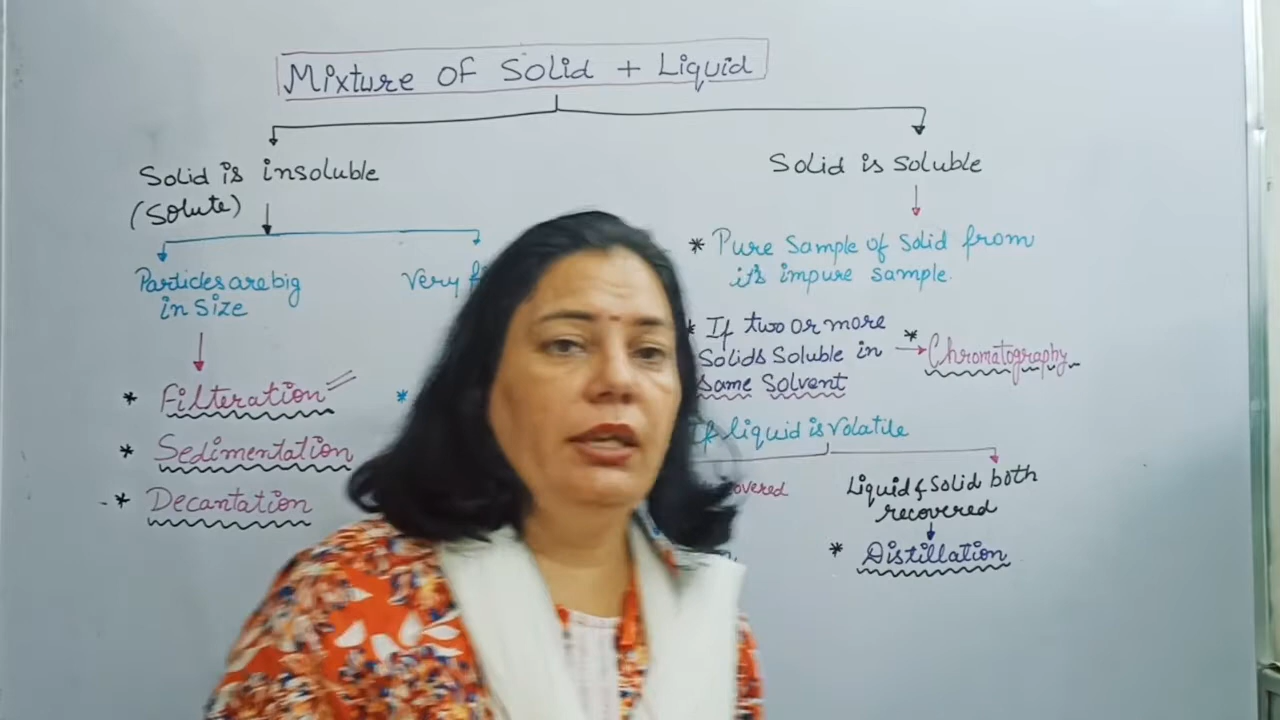 Mixture of Solid + Liquid
Solid is insoluble
(Solute)
Particles are big
in Size
* Filteration
* Sedimentation
* Decantation
Very
*
Solid is Soluble
* Pure Sample of Solid from
it's impure sample.
* If two or more
Solids Soluble in
Same Solvent
* Chromatography
If liquid is Volatile
Liquid & Solid both
recovered
* Distillation